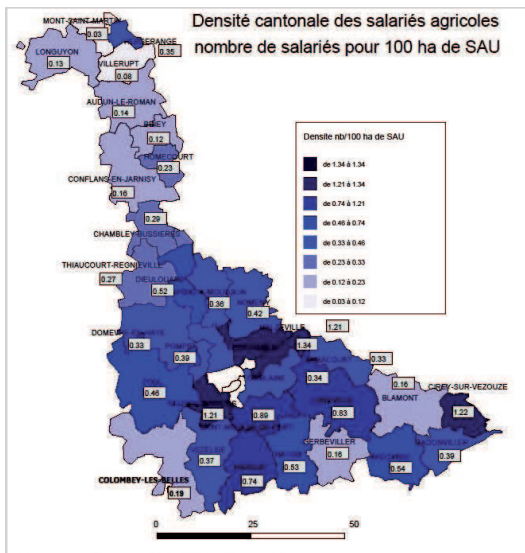 Densité cantonale des salariés agricoles
nombre de salariés pour 100 ha de SAU
MONT-SAINT-MARTIN
0.03
0.35
LONGUYON
0.13
VILLERUPT
0.08
AUDUN-LE-ROMAN
0.14
BRIEY
0.12
HOMECOURT
0.23
CONFLANS-EN-JARNISY
0.16
0.29
CHAMBLEY-BUSSIERES
THIAUCOURT-REGNIEVILLE
0.27
DIEULOUARD
0.52
0.36
NOMENY
0.42
1.21
DOMEVRE-EN-HAYE
0.33
1.34
0.39
0.33
0.34
0.16
CIREY-SUR-VEZOUZE
BLAMONT
1.22
0.46
1.21
0.89
0.83
GERBEVILLER
0.16
0.39
0.37
0.53
0.54
0.74
COLOMBEY-LES-BELLES
0.19
Densite nb/100 ha de SAU
de 1.34 à 1.34
de 1.21 à 1.34
de 0.74 à 1.21
de 0.46 à 0.74
de 0.33 à 0.46
de 0.23 à 0.33
de 0.12 à 0.23
de 0.03 à 0.12
0
25
50